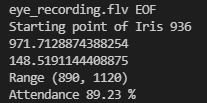 eye_recording.flv EOF
Starting point of Iris 936
971.7128874388254
148.5191144408875
Range (890, 1120)
Attendance 89.23 %